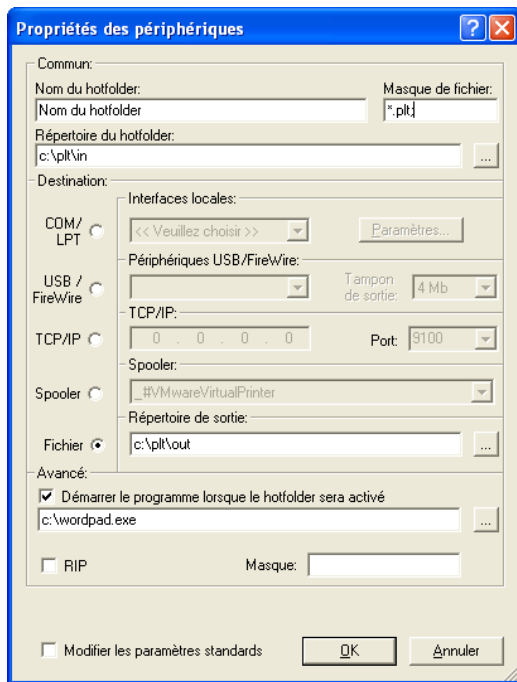 Propriétés des périphériques
Commun:
Nom du hotfolder: Masque de fichier:
Nom du hotfolder *.plt;
Répertoire du hotfolder:
c:\plt\in ...
Destination:
Interfaces locales:
COM/
LPT << Veuillez choisir >> Paramètres...
Périphériques USB/FireWire:
USB /
FireWire Tampon
de sortie: 4 Mb
TCP/IP:
TCP/IP 0 . 0 . 0 . 0 Port: 9100
Spooler:
Spooler _#VMwareVirtualPrinter
Répertoire de sortie:
Fichier c:\plt\out ...
Avancé:
Démarrer le programme lorsque le hotfolder sera activé
c:\wordpad.exe ...
RIP Masque:
Modifier les paramètres standards OK Annuler